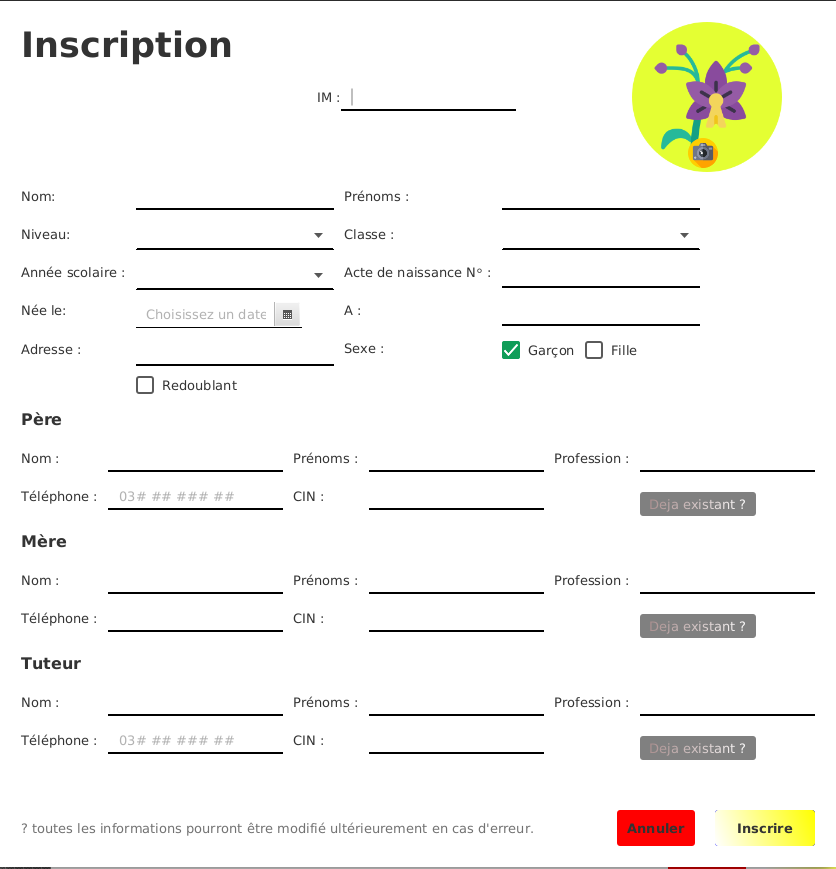 Inscription
IM :
Nom: Prénoms :
Niveau: Classe :
Année scolaire : Acte de naissance N° :
Née le: Choisissez un date A :
Adresse : Sexe : Garçon Fille
Redoublant
Père
Nom : Prénoms : Profession :
Téléphone : 03# ## ### ## CIN : Deja existant ?
Mère
Nom : Prénoms : Profession :
Téléphone : CIN : Deja existant ?
Tuteur
Nom : Prénoms : Profession :
Téléphone : 03# ## ### ## CIN : Deja existant ?
? toutes les informations pourront être modifié ultérieurement en cas d'erreur. Annuler Inscrire